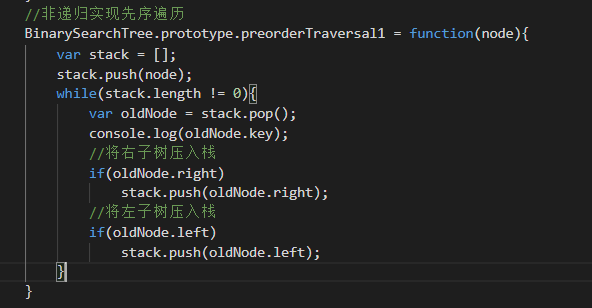 //非递归实现先序遍历
BinarySearchTree.prototype.preorderTraversal1 = function(node){
    var stack = [];
    stack.push(node);
    while(stack.length != 0){
        var oldNode = stack.pop();
        console.log(oldNode.key);
        //将右子树压入栈
        if(oldNode.right)
            stack.push(oldNode.right);
        //将左子树压入栈
        if(oldNode.left)
            stack.push(oldNode.left);
    }
}